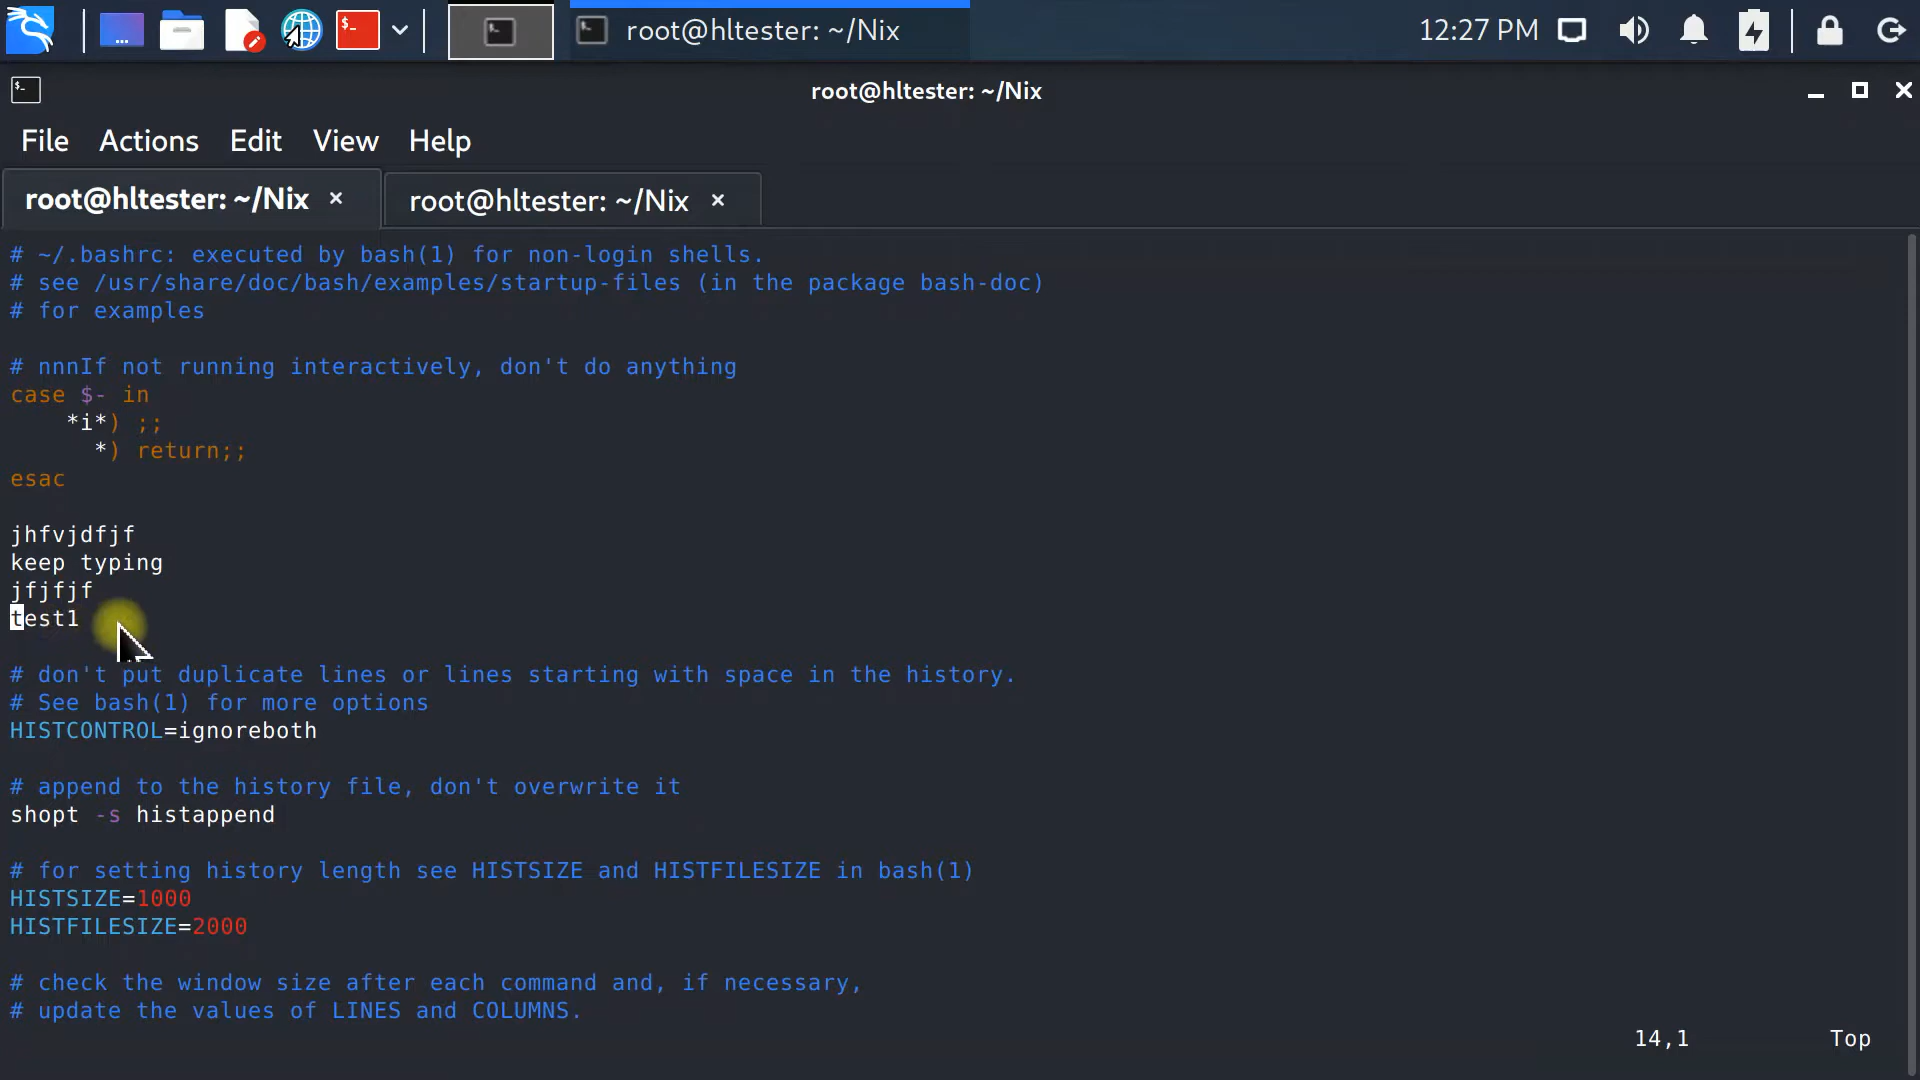 root@hltester: ~/Nix 12:27 PM
root@hltester: ~/Nix
File Actions Edit View Help
root@hltester: ~/Nix × root@hltester: ~/Nix ×
# ~/.bashrc: executed by bash(1) for non-login shells.
# see /usr/share/doc/bash/examples/startup-files (in the package bash-doc)
# for examples
# nnnIf not running interactively, don't do anything
case $- in
    *i*) ;;
      *) return;;
esac
jhfvjdfjf
keep typing
jfjfjf
test1
# don't put duplicate lines or lines starting with space in the history.
# See bash(1) for more options
HISTCONTROL=ignoreboth
# append to the history file, don't overwrite it
shopt -s histappend
# for setting history length see HISTSIZE and HISTFILESIZE in bash(1)
HISTSIZE=1000
HISTFILESIZE=2000
# check the window size after each command and, if necessary,
# update the values of LINES and COLUMNS.
14,1 Top